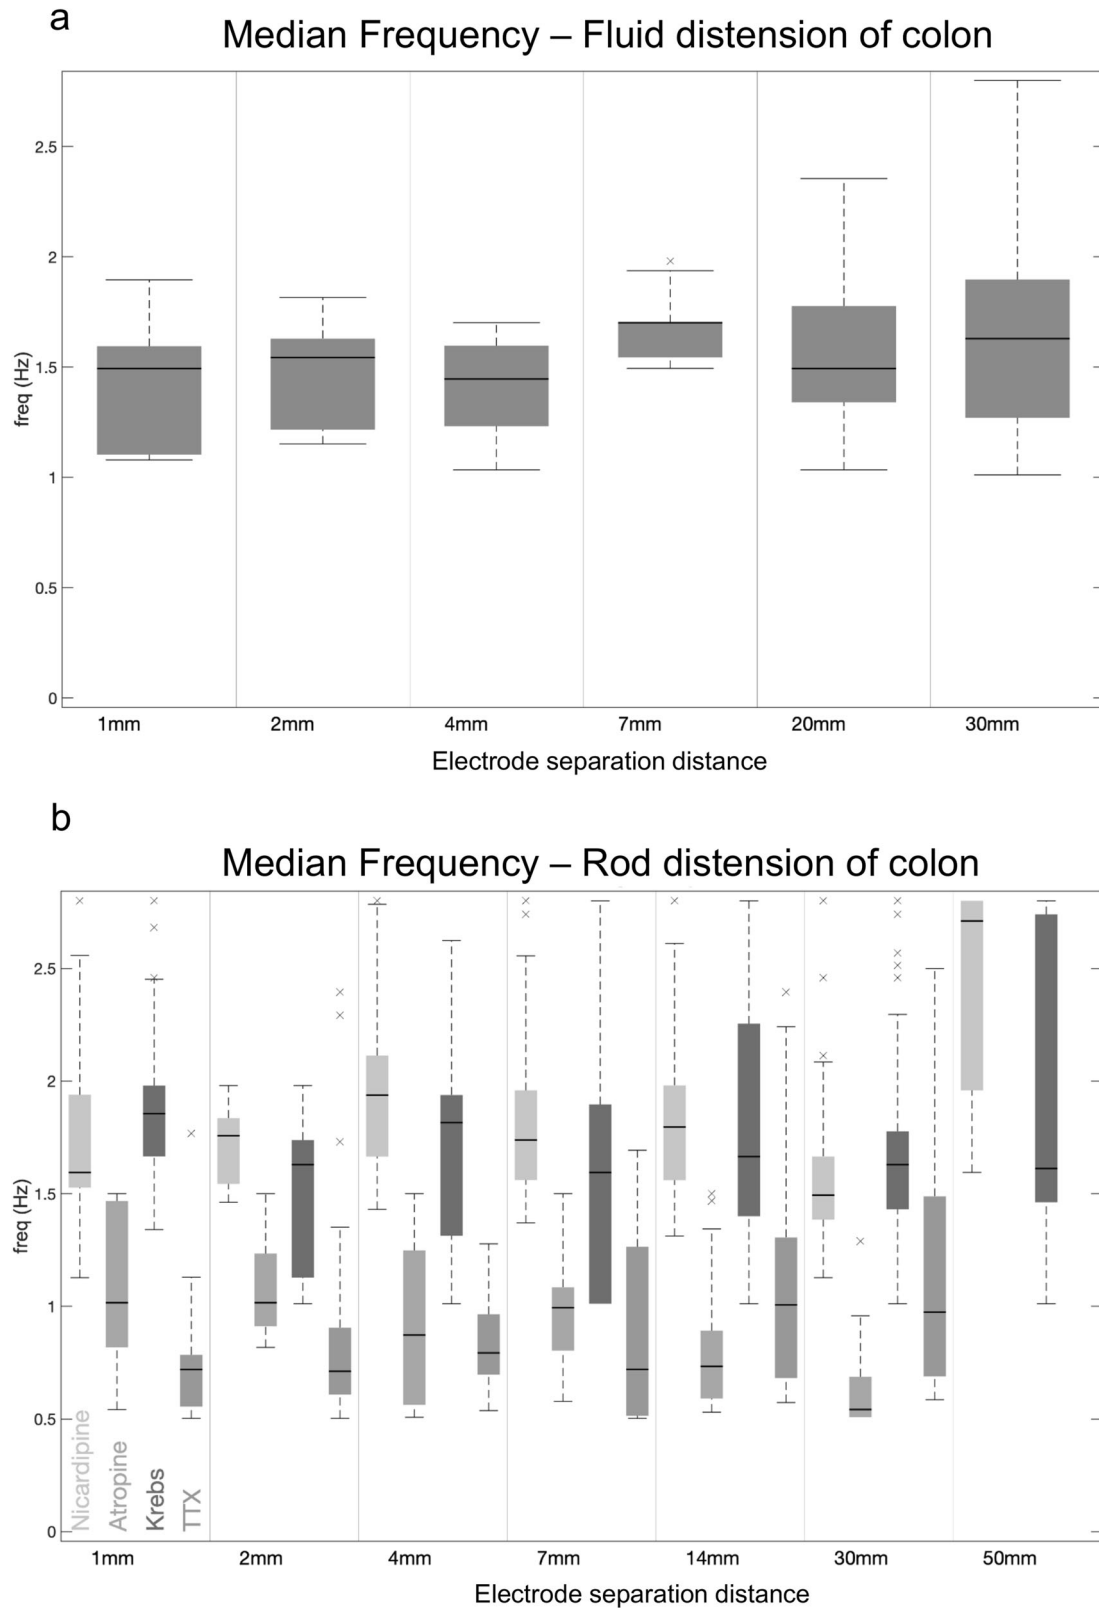 a
Median Frequency – Fluid distension of colon
2.5
2
1.5
1
0.5
0
freq (Hz)
1mm 2mm 4mm 7mm 20mm 30mm
Electrode separation distance
b
Median Frequency – Rod distension of colon
2.5
2
1.5
1
0.5
0
freq (Hz)
Nicardipine
Atropine
Krebs
TTX
1mm 2mm 4mm 7mm 14mm 30mm 50mm
Electrode separation distance